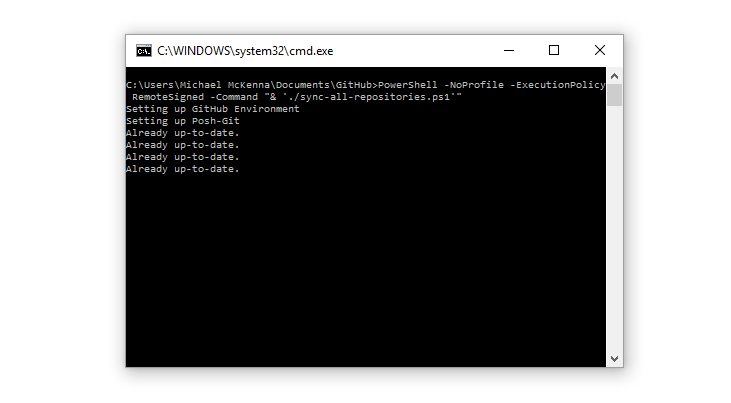 C:\WINDOWS\system32\cmd.exe
C:\Users\Michael McKenna\Documents\GitHub>PowerShell -NoProfile -ExecutionPolicy
RemoteSigned -Command "& './sync-all-repositories.ps1'"
Setting up GitHub Environment
Setting up Posh-Git
Already up-to-date.
Already up-to-date.
Already up-to-date.
Already up-to-date.